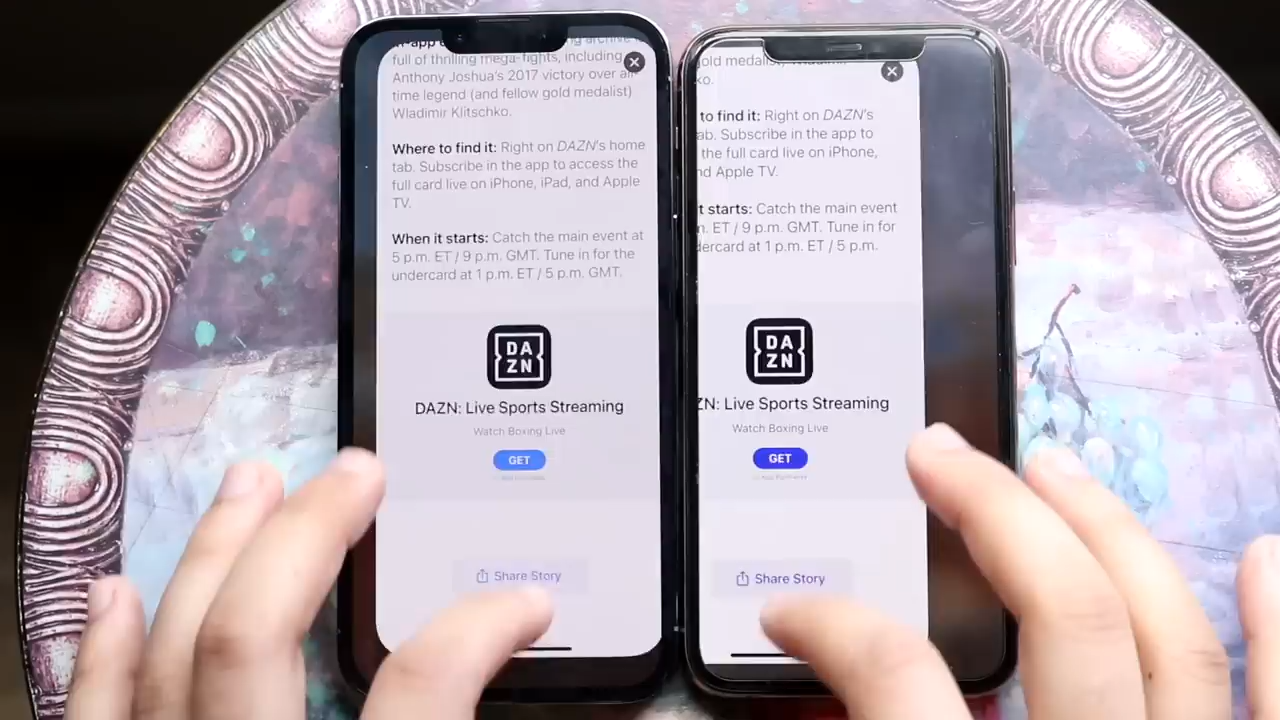 full of thrilling mega-fights, including
Anthony Joshua's 2017 victory over all-
time legend (and fellow gold medalist)
Wladimir Klitschko.
Where to find it: Right on DAZN's home
tab. Subscribe in the app to access the
full card live on iPhone, iPad, and Apple
TV.
When it starts: Catch the main event at
5 p.m. ET / 9 p.m. GMT. Tune in for the
undercard at 1 p.m. ET / 5 p.m. GMT.
DA
ZN
DAZN: Live Sports Streaming
Watch Boxing Live
GET
Share Story
gold medalist, Wladimir
ko.
to find it: Right on DAZN's
ab. Subscribe in the app to
the full card live on iPhone,
nd Apple TV.
t starts: Catch the main event
n. ET / 9 p.m. GMT. Tune in for
dercard at 1 p.m. ET / 5 p.m.
DA
ZN
ZN: Live Sports Streaming
Watch Boxing Live
GET
Share Story